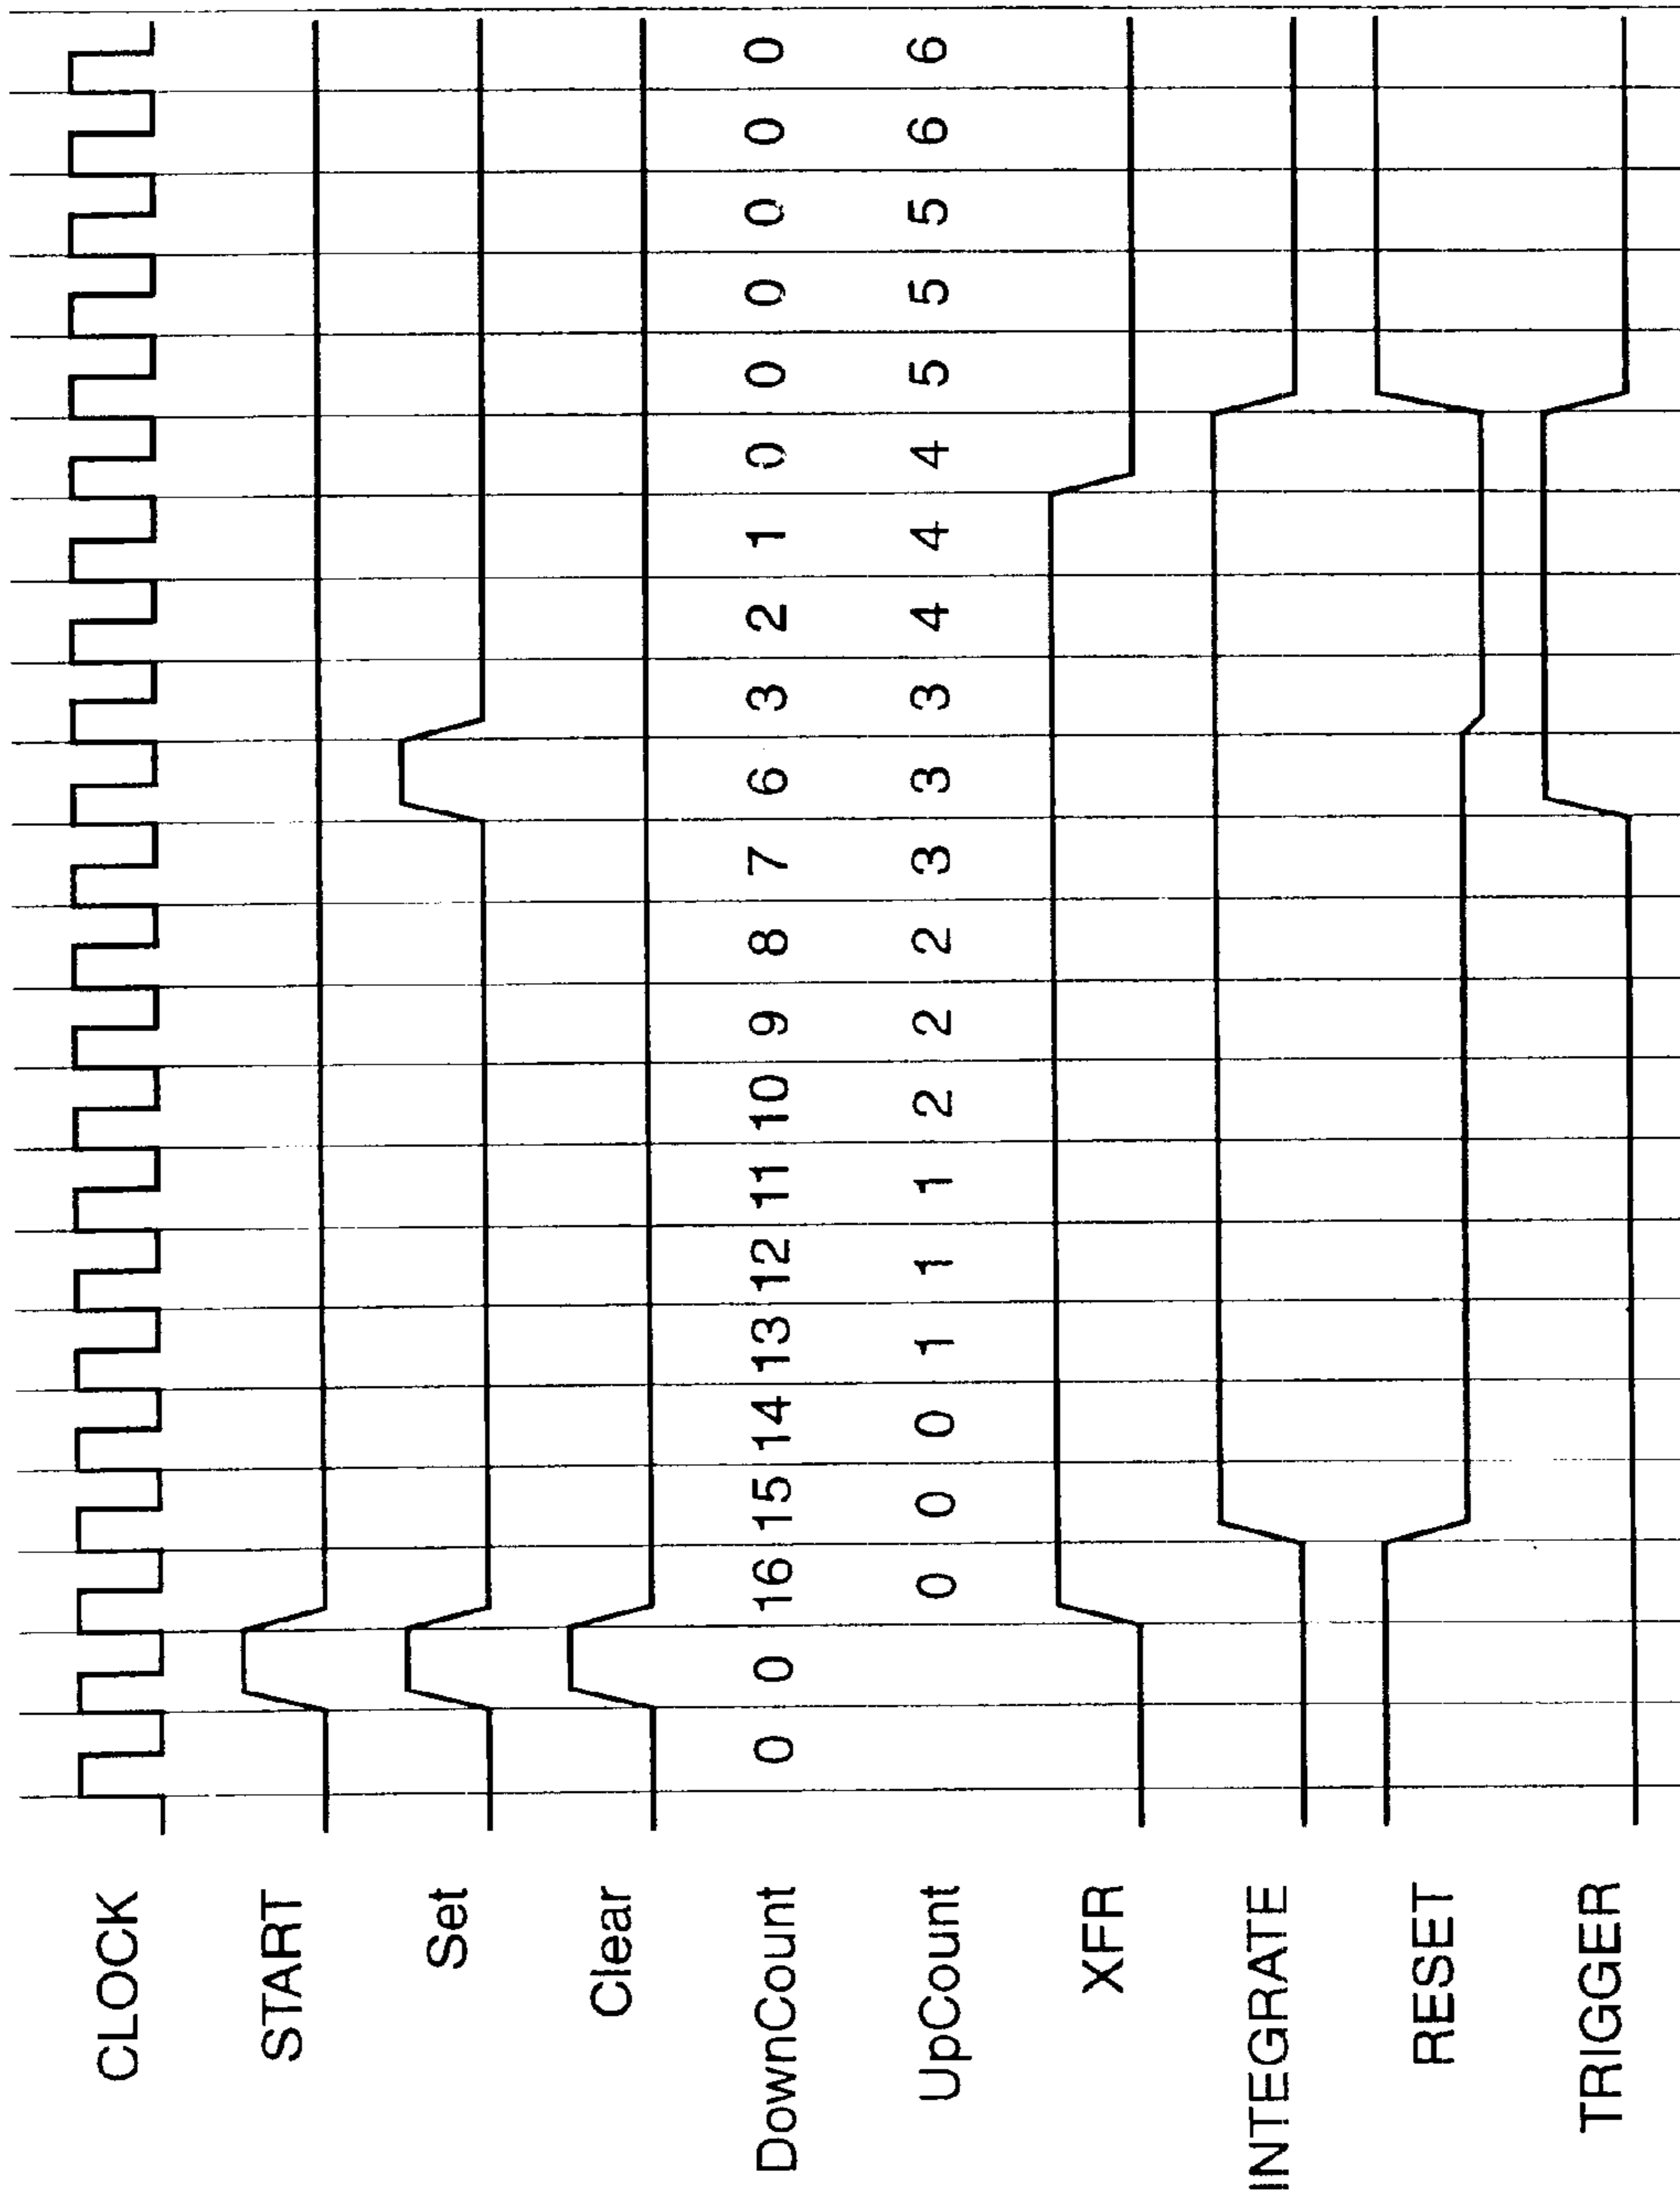 CLOCK
START
Set
Clear
DownCount 0 0 16 15 14 13 12 11 10 9 8 7 6 3 2 1 0 0 0 0 0 0
UpCount 0 0 0 1 1 1 2 2 2 3 3 3 4 4 4 5 5 5 6 6
XFR
INTEGRATE
RESET
TRIGGER